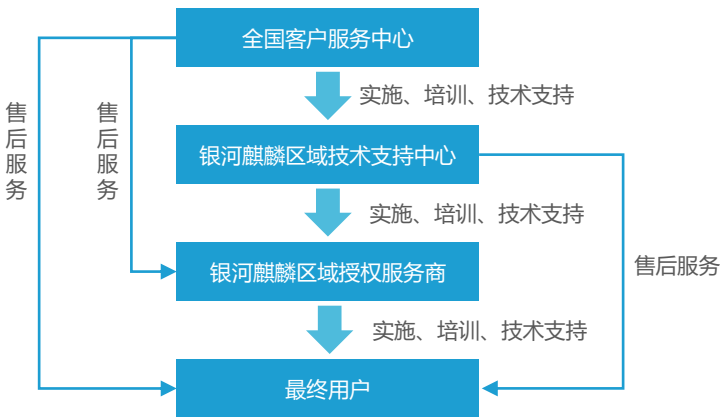 全国客户服务中心
实施、培训、技术支持
售后服务
售后服务
银河麒麟区域技术支持中心
实施、培训、技术支持
银河麒麟区域授权服务商
售后服务
实施、培训、技术支持
最终用户